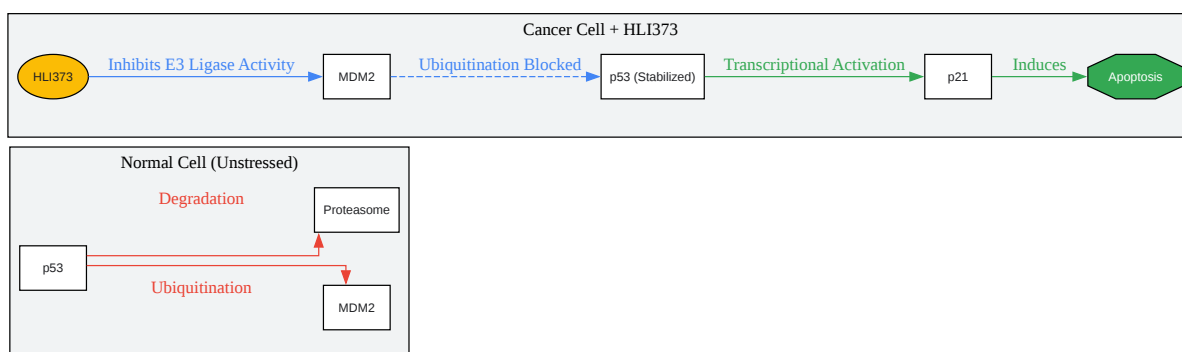 Cancer Cell + HLI373
HLI373
Inhibits E3 Ligase Activity
MDM2
Ubiquitination Blocked
p53 (Stabilized)
Transcriptional Activation
p21
Induces
Apoptosis
Normal Cell (Unstressed)
Degradation
Proteasome
p53
Ubiquitination
MDM2